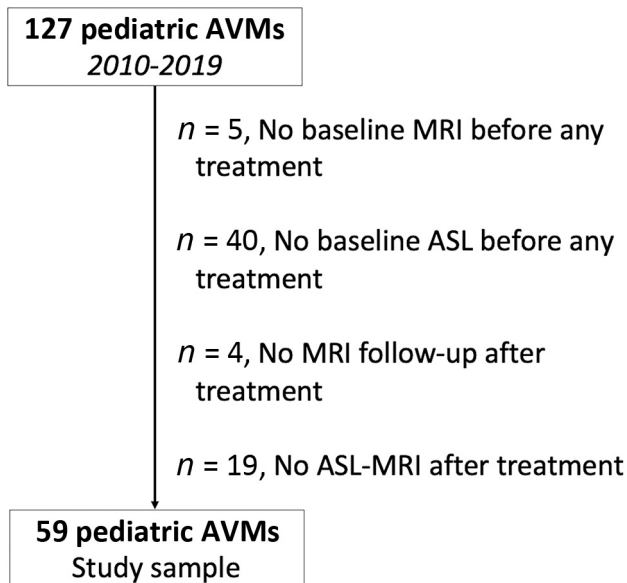 127 pediatric AVMs
2010-2019
n = 5, No baseline MRI before any
treatment
n = 40, No baseline ASL before any
treatment
n = 4, No MRI follow-up after
treatment
n = 19, No ASL-MRI after treatment
59 pediatric AVMs
Study sample